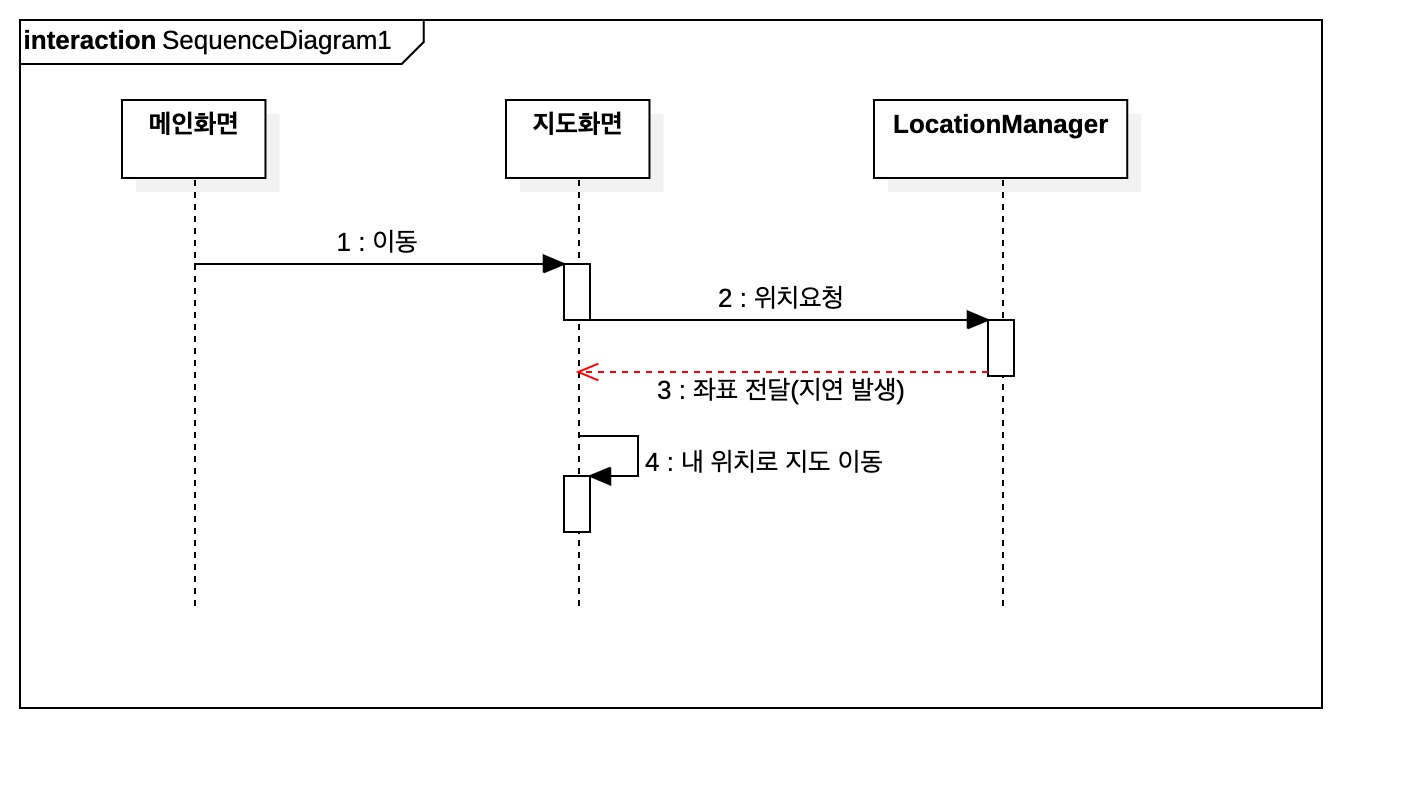 interaction SequenceDiagram1
메인화면
지도화면
LocationManager
1 : 이동
2 : 위치요청
3 : 좌표 전달(지연 발생)
4 : 내 위치로 지도 이동